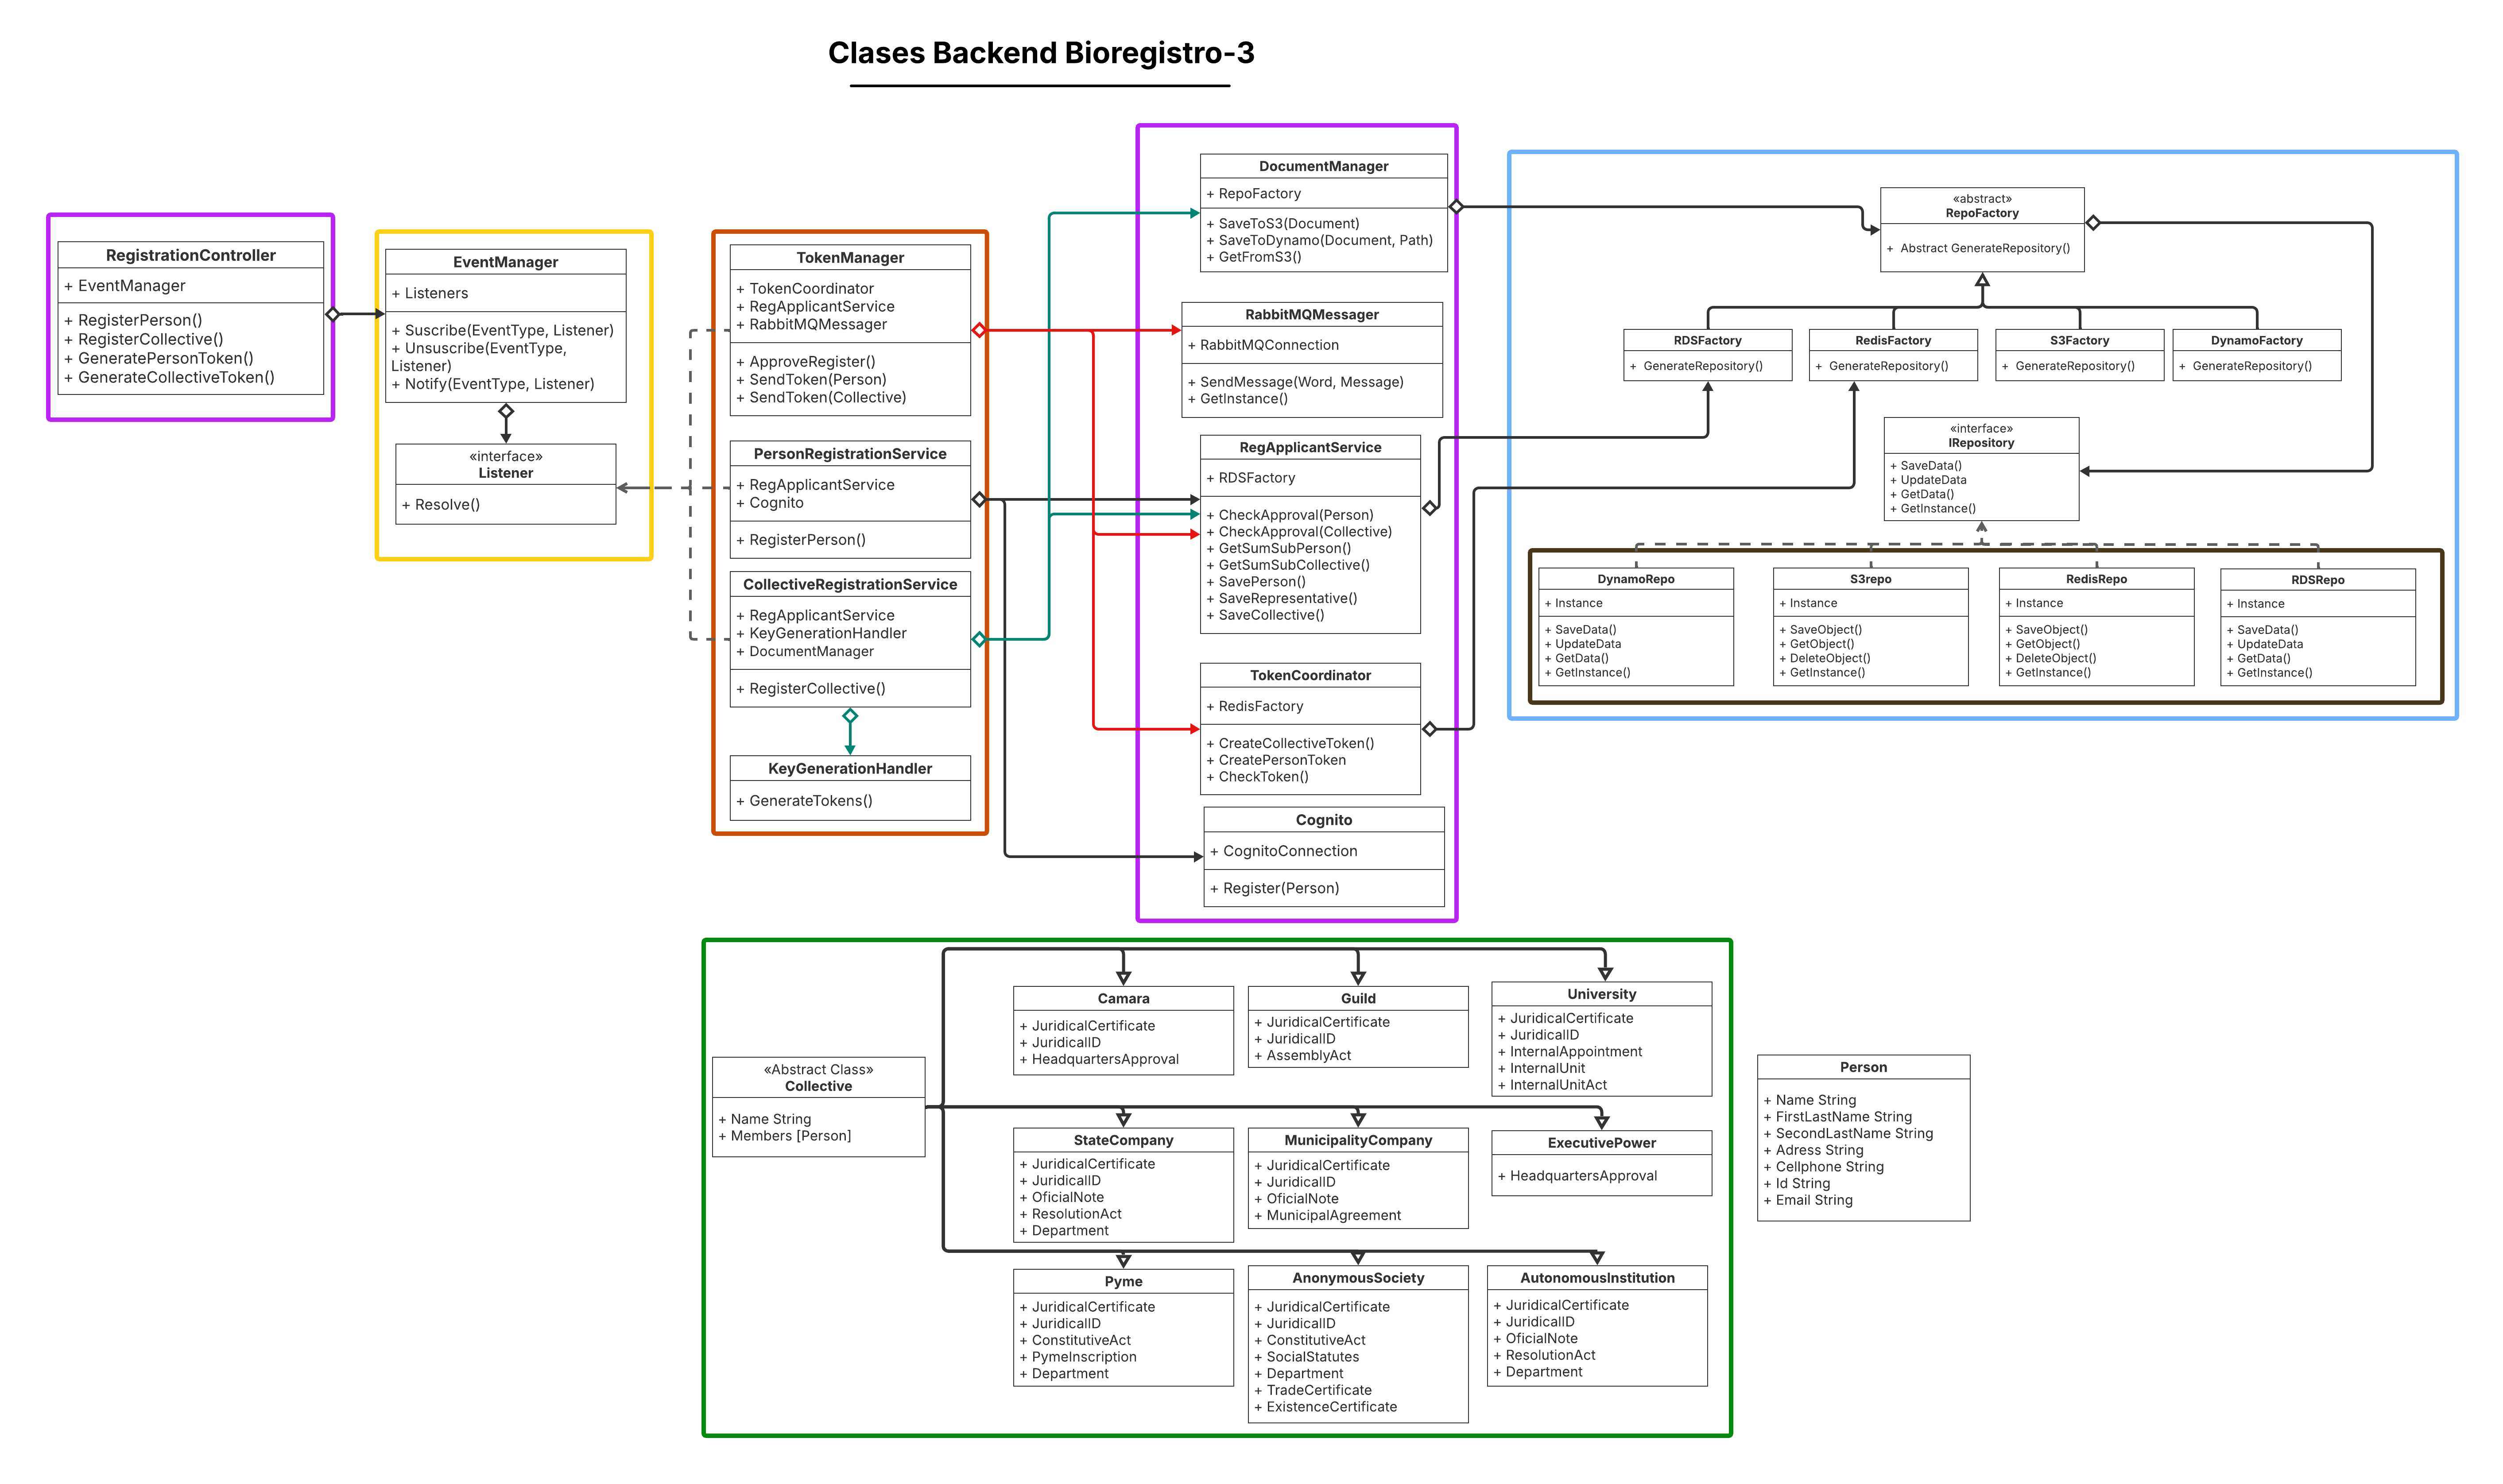 Clases Backend Bioregistro-3
RegistrationController
+ EventManager
+ RegisterPerson()
+ RegisterCollective()
+ GeneratePersonToken()
+ GenerateCollectiveToken()
EventManager
+ Listeners
+ Suscribe(EventType, Listener)
+ Unsuscribe(EventType,
Listener)
+ Notify(EventType, Listener)
«interface»
Listener
+ Resolve()
TokenManager
+ TokenCoordinator
+ RegApplicantService
+ RabbitMQMessager
+ ApproveRegister()
+ SendToken(Person)
+ SendToken(Collective)
PersonRegistrationService
+ RegApplicantService
+ Cognito
+ RegisterPerson()
CollectiveRegistrationService
+ RegApplicantService
+ KeyGenerationHandler
+ DocumentManager
+ RegisterCollective()
KeyGenerationHandler
+ GenerateTokens()
DocumentManager
+ RepoFactory
+ SaveToS3(Document)
+ SaveToDynamo(Document, Path)
+ GetFromS3()
RabbitMQMessager
+ RabbitMQConnection
+ SendMessage(Word, Message)
+ GetInstance()
RegApplicantService
+ RDSFactory
+ CheckApproval(Person)
+ CheckApproval(Collective)
+ GetSumSubPerson()
+ GetSumSubCollective()
+ SavePerson()
+ SaveRepresentative()
+ SaveCollective()
TokenCoordinator
+ RedisFactory
+ CreateCollectiveToken()
+ CreatePersonToken
+ CheckToken()
Cognito
+ CognitoConnection
+ Register(Person)
«abstract»
RepoFactory
+ Abstract GenerateRepository()
RDSFactory
+ GenerateRepository()
RedisFactory
+ GenerateRepository()
S3Factory
+ GenerateRepository()
DynamoFactory
+ GenerateRepository()
«interface»
IRepository
+ SaveData()
+ UpdateData
+ GetData()
+ GetInstance()
DynamoRepo
+ Instance
+ SaveData()
+ UpdateData
+ GetData()
+ GetInstance()
S3repo
+ Instance
+ SaveObject()
+ GetObject()
+ DeleteObject()
+ GetInstance()
RedisRepo
+ Instance
+ SaveObject()
+ GetObject()
+ DeleteObject()
+ GetInstance()
RDSRepo
+ Instance
+ SaveData()
+ UpdateData
+ GetData()
+ GetInstance()
«Abstract Class»
Collective
+ Name String
+ Members [Person]
Camara
+ JuridicalCertificate
+ JuridicalID
+ HeadquartersApproval
Guild
+ JuridicalCertificate
+ JuridicalID
+ AssemblyAct
University
+ JuridicalCertificate
+ JuridicalID
+ InternalAppointment
+ InternalUnit
+ InternalUnitAct
StateCompany
+ JuridicalCertificate
+ JuridicalID
+ OficialNote
+ ResolutionAct
+ Department
MunicipalityCompany
+ JuridicalCertificate
+ JuridicalID
+ OficialNote
+ MunicipalAgreement
ExecutivePower
+ HeadquartersApproval
Pyme
+ JuridicalCertificate
+ JuridicalID
+ ConstitutiveAct
+ PymeInscription
+ Department
AnonymousSociety
+ JuridicalCertificate
+ JuridicalID
+ ConstitutiveAct
+ SocialStatutes
+ Department
+ TradeCertificate
+ ExistenceCertificate
AutonomousInstitution
+ JuridicalCertificate
+ JuridicalID
+ OficialNote
+ ResolutionAct
+ Department
Person
+ Name String
+ FirstLastName String
+ SecondLastName String
+ Adress String
+ Cellphone String
+ Id String
+ Email String